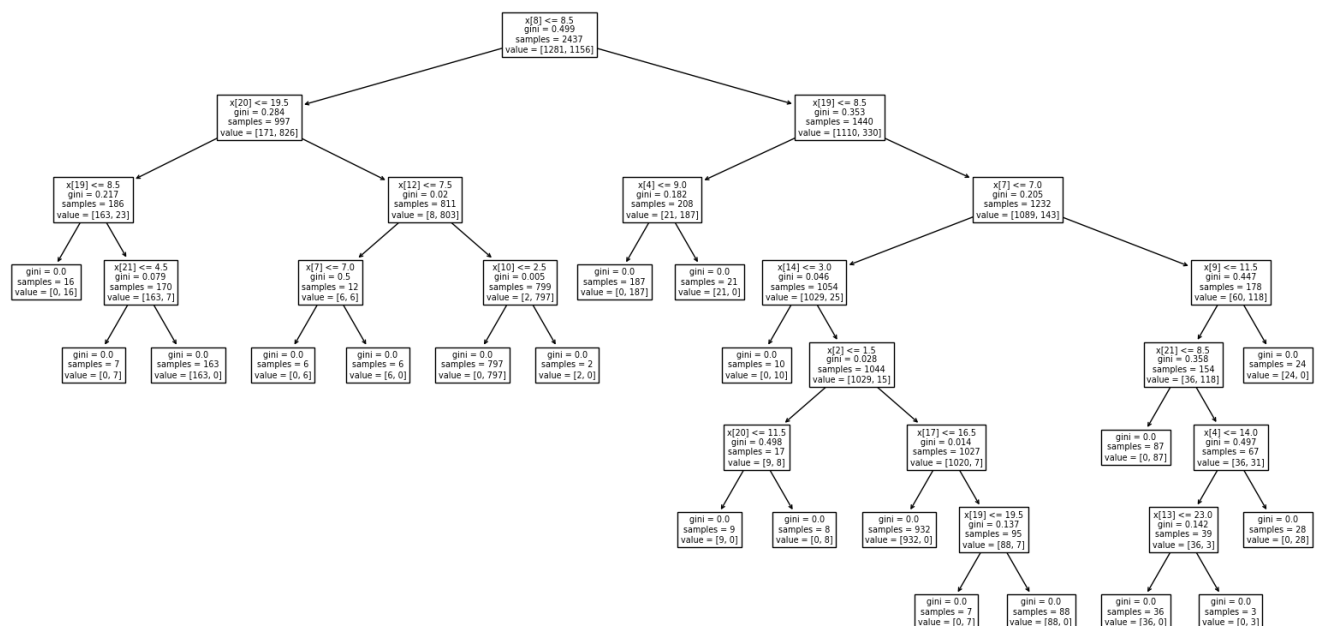 x[8] <= 8.5
gini = 0.499
samples = 2437
value = [1281, 1156]
x[20] <= 19.5
gini = 0.284
samples = 997
value = [171, 826]
x[19] <= 8.5
gini = 0.353
samples = 1440
value = [1110, 330]
x[19] <= 8.5
gini = 0.217
samples = 186
value = [163, 23]
x[12] <= 7.5
gini = 0.02
samples = 811
value = [8, 803]
x[4] <= 9.0
gini = 0.182
samples = 208
value = [21, 187]
x[7] <= 7.0
gini = 0.205
samples = 1232
value = [1089, 143]
gini = 0.0
samples = 16
value = [0, 16]
x[21] <= 4.5
gini = 0.079
samples = 170
value = [163, 7]
x[7] <= 7.0
gini = 0.5
samples = 12
value = [6, 6]
x[10] <= 2.5
gini = 0.005
samples = 799
value = [2, 797]
gini = 0.0
samples = 187
value = [0, 187]
gini = 0.0
samples = 21
value = [21, 0]
x[14] <= 3.0
gini = 0.046
samples = 1054
value = [1029, 25]
x[9] <= 11.5
gini = 0.447
samples = 178
value = [60, 118]
gini = 0.0
samples = 7
value = [0, 7]
gini = 0.0
samples = 163
value = [163, 0]
gini = 0.0
samples = 6
value = [0, 6]
gini = 0.0
samples = 6
value = [6, 0]
gini = 0.0
samples = 797
value = [0, 797]
gini = 0.0
samples = 2
value = [2, 0]
gini = 0.0
samples = 10
value = [0, 10]
x[2] <= 1.5
gini = 0.028
samples = 1044
value = [1029, 15]
x[21] <= 8.5
gini = 0.358
samples = 154
value = [36, 118]
gini = 0.0
samples = 24
value = [24, 0]
x[20] <= 11.5
gini = 0.498
samples = 17
value = [9, 8]
x[17] <= 16.5
gini = 0.014
samples = 1027
value = [1020, 7]
gini = 0.0
samples = 87
value = [0, 87]
x[4] <= 14.0
gini = 0.497
samples = 67
value = [36, 31]
gini = 0.0
samples = 9
value = [9, 0]
gini = 0.0
samples = 8
value = [0, 8]
gini = 0.0
samples = 932
value = [932, 0]
x[19] <= 19.5
gini = 0.137
samples = 95
value = [88, 7]
x[13] <= 23.0
gini = 0.142
samples = 39
value = [36, 3]
gini = 0.0
samples = 28
value = [0, 28]
gini = 0.0
samples = 7
value = [0, 7]
gini = 0.0
samples = 88
value = [88, 0]
gini = 0.0
samples = 36
value = [36, 0]
gini = 0.0
samples = 3
value = [0, 3]